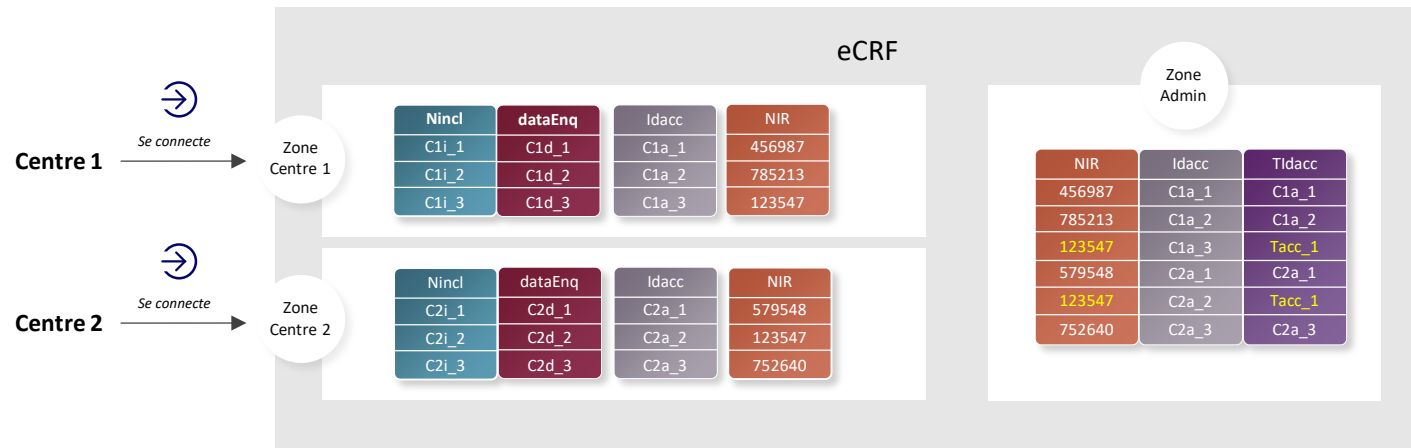 eCRF
Centre 1
Se connecte
Zone
Centre 1
Nincl dataEnq Idacc NIR
C1i_1 C1d_1 C1a_1 456987
C1i_2 C1d_2 C1a_2 785213
C1i_3 C1d_3 C1a_3 123547
Centre 2
Se connecte
Zone
Centre 2
Nincl dataEnq Idacc NIR
C2i_1 C2d_1 C2a_1 579548
C2i_2 C2d_2 C2a_2 123547
C2i_3 C2d_3 C2a_3 752640
Zone
Admin
NIR Idacc TIdacc
456987 C1a_1 C1a_1
785213 C1a_2 C1a_2
123547 C1a_3 Tacc_1
579548 C2a_1 C2a_1
123547 C2a_2 Tacc_1
752640 C2a_3 C2a_3